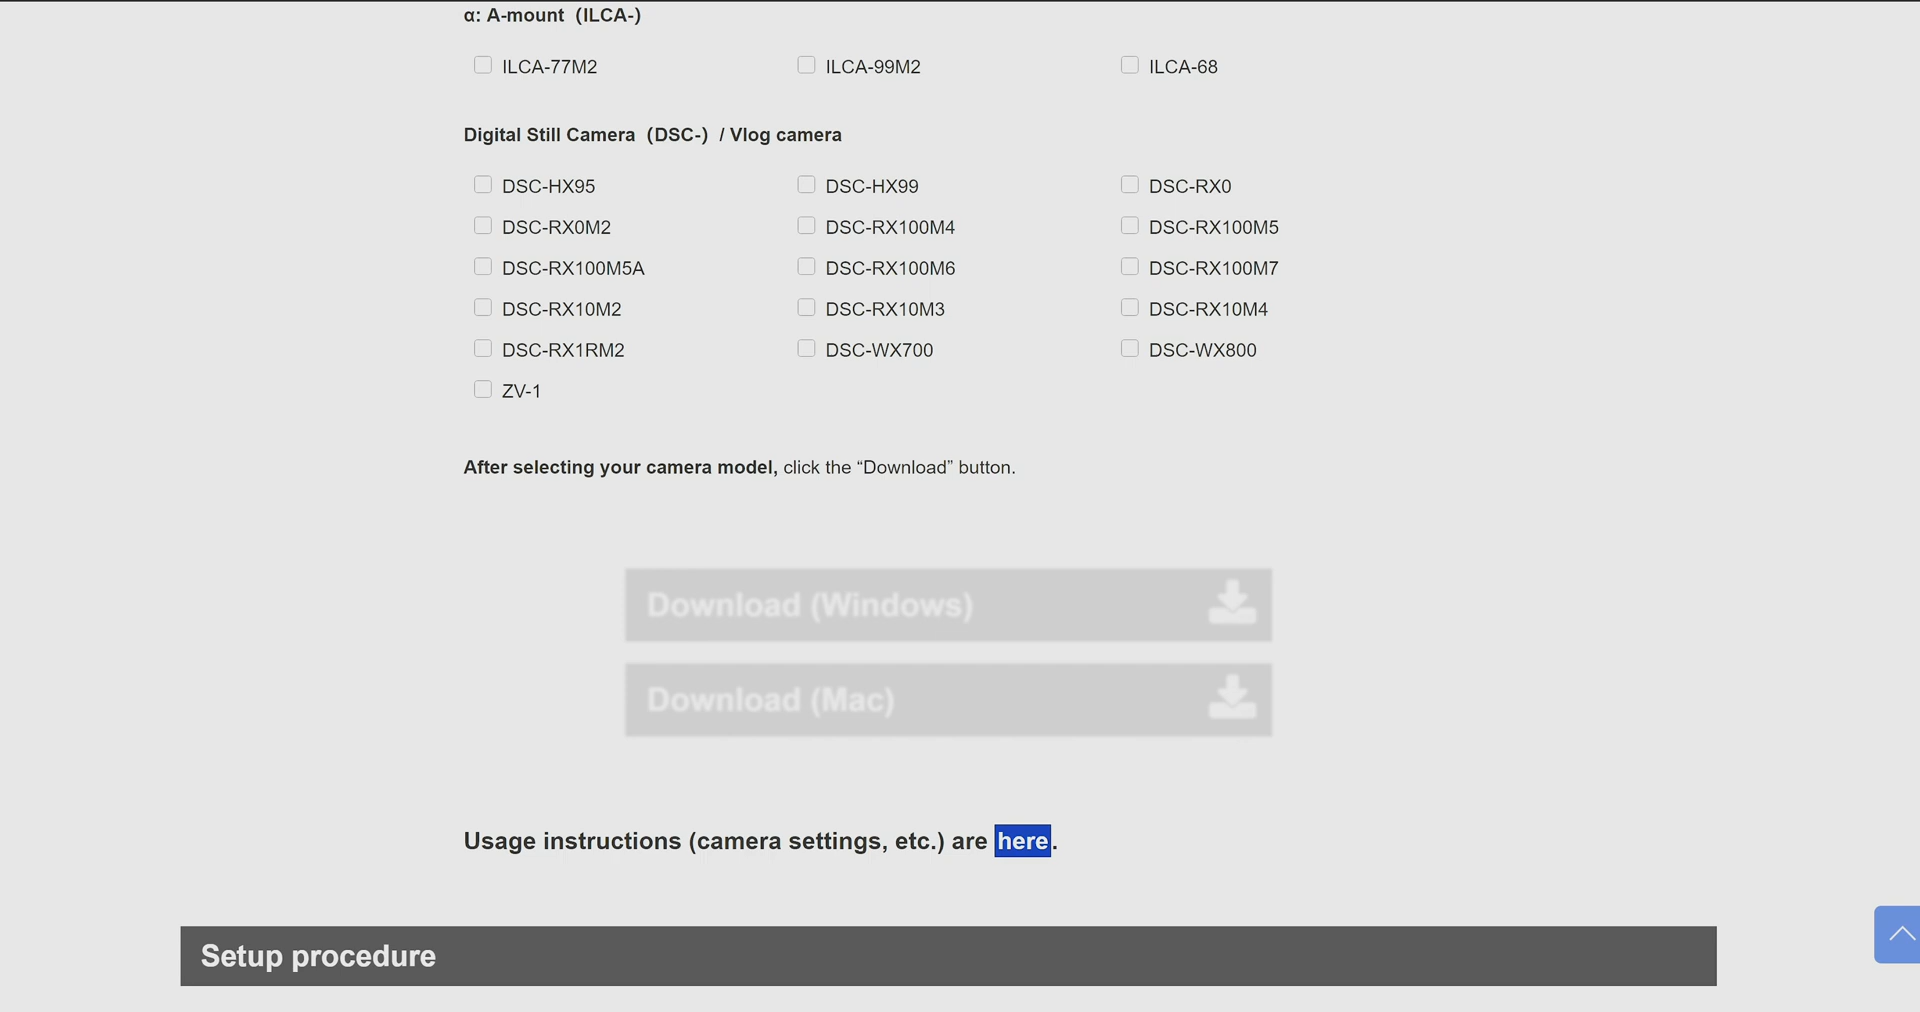 α: A-mount（ILCA-)
ILCA-77M2 ILCA-99M2 ILCA-68
Digital Still Camera（DSC-）/ Vlog camera
DSC-HX95 DSC-HX99 DSC-RX0
DSC-RX0M2 DSC-RX100M4 DSC-RX100M5
DSC-RX100M5A DSC-RX100M6 DSC-RX100M7
DSC-RX10M2 DSC-RX10M3 DSC-RX10M4
DSC-RX1RM2 DSC-WX700 DSC-WX800
ZV-1
After selecting your camera model, click the “Download” button.
Download (Windows)
Download (Mac)
Usage instructions (camera settings, etc.) are here.
Setup procedure